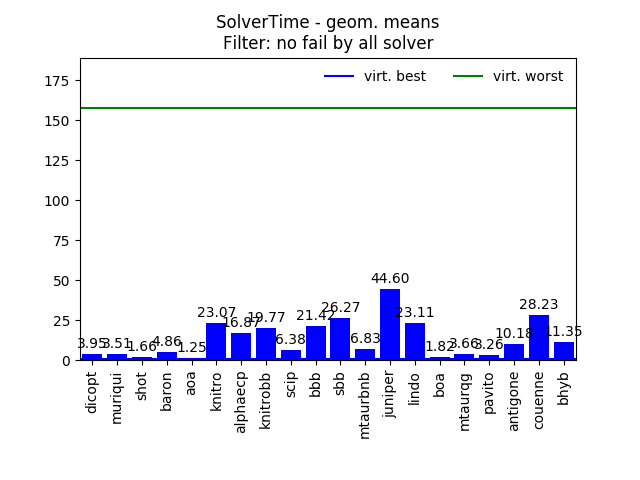 SolverTime - geom. means
Filter: no fail by all solver
virt. best
virt. worst
175
150
125
100
75
50
25
0
3.95
3.51
1.66
4.86
1.25
23.07
16.87
19.77
6.38
21.42
26.27
6.83
44.60
23.11
1.82
3.66
3.26
10.18
28.23
11.35
dicopt
muriqui
shot
baron
aoa
knitro
alphaecp
knitrobb
scip
bbb
sbb
mtaurbnb
juniper
lindo
boa
mtaurqg
pavito
antigone
couenne
bhyb